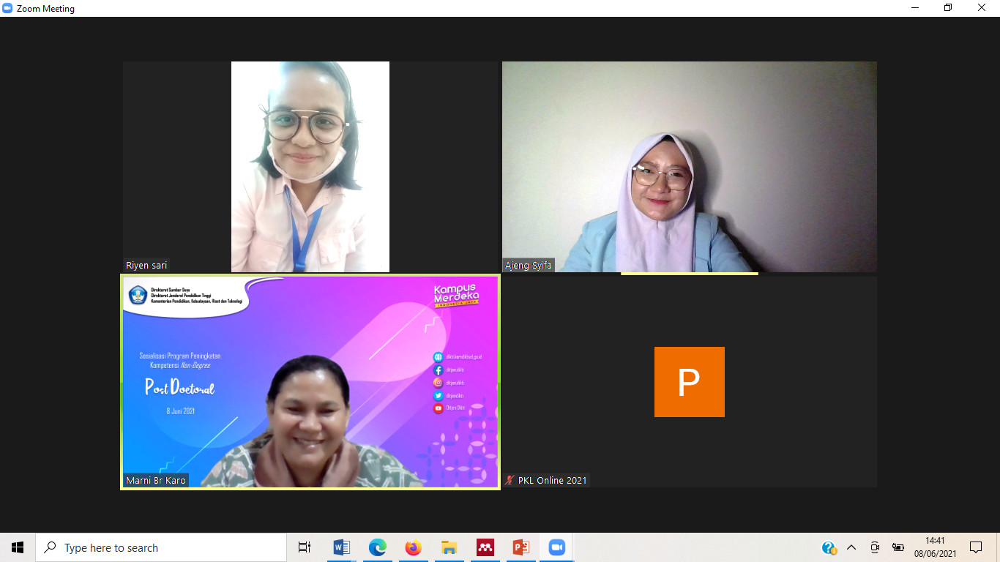 Zoom Meeting
Riyen sari
Ajeng Syifa
Direktorat Sumber Daya
Direktorat Jenderal Pendidikan Tinggi
Kementerian Pendidikan, Kebudayaan, Riset dan Teknologi
Kampus
Merdeka
INDONESIA JAYA
Sosialisasi Program Peningkatan
Kompetensi Non-Degree
Post Doctoral
8 Juni 2021
dikti.kemdikbud.go.id
ditjen.dikti
ditjen.dikti
ditjendikti
Ditjen Dikti
Marni Br Karo
P
PKL Online 2021
Type here to search
14:41
08/06/2021